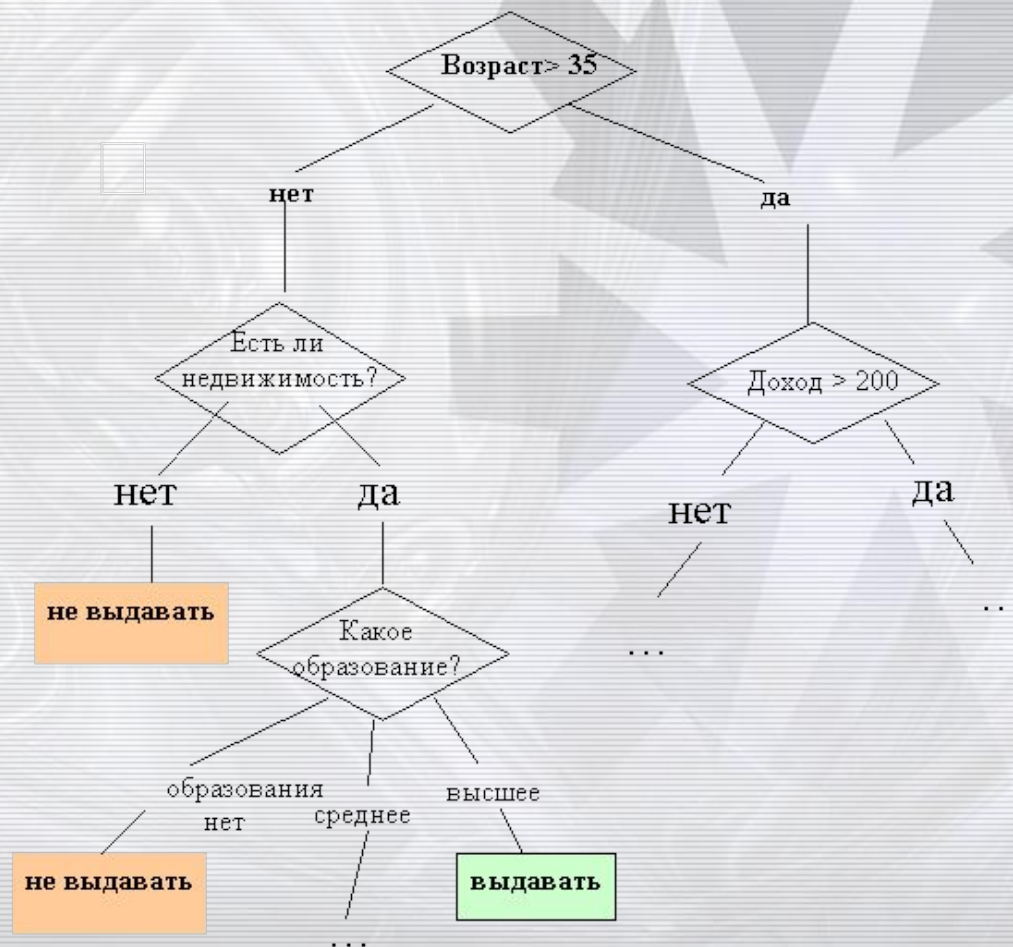 Возраст> 35
нет
да
Есть ли
недвижимость?
Доход > 200
нет
да
нет
да
не выдавать
Какое
образование?
. . .
. .
образования
нет
среднее
высшее
не выдавать
выдавать
. . .